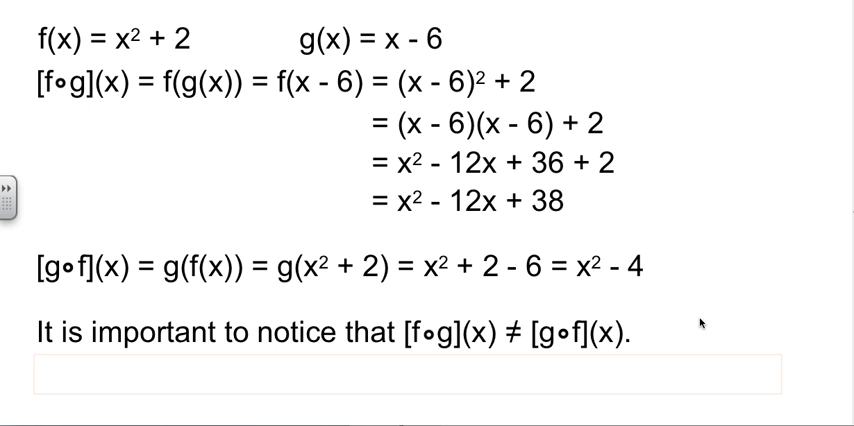 f(x) = x² + 2 g(x) = x - 6
[f∘g](x) = f(g(x)) = f(x - 6) = (x - 6)² + 2
= (x - 6)(x - 6) + 2
= x² - 12x + 36 + 2
= x² - 12x + 38
[g∘f](x) = g(f(x)) = g(x² + 2) = x² + 2 - 6 = x² - 4
It is important to notice that [f∘g](x) ≠ [g∘f](x).